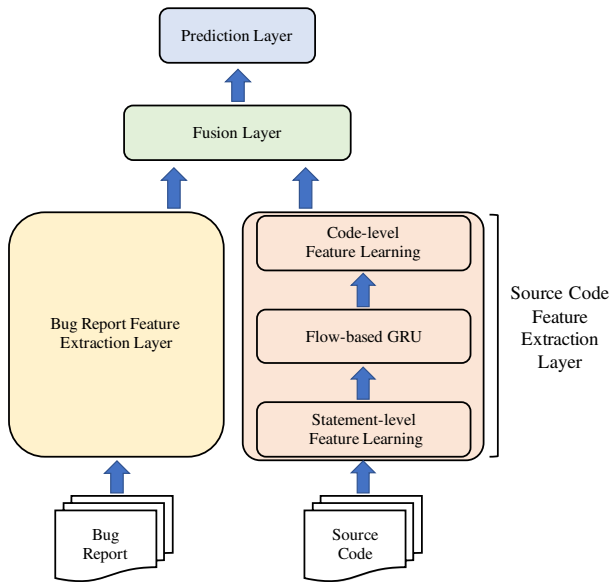 Prediction Layer
Fusion Layer
Bug Report Feature
Extraction Layer
Code-level
Feature Learning
Flow-based GRU
Statement-level
Feature Learning
Source Code
Feature
Extraction
Layer
Bug
Report
Source
Code